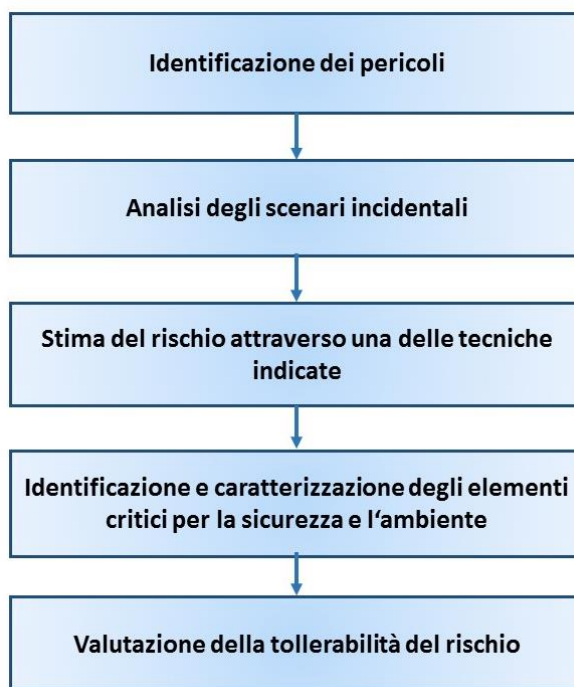 Identificazione dei pericoli
Analisi degli scenari incidentali
Stima del rischio attraverso una delle tecniche
indicate
Identificazione e caratterizzazione degli elementi
critici per la sicurezza e l‘ambiente
Valutazione della tollerabilità del rischio